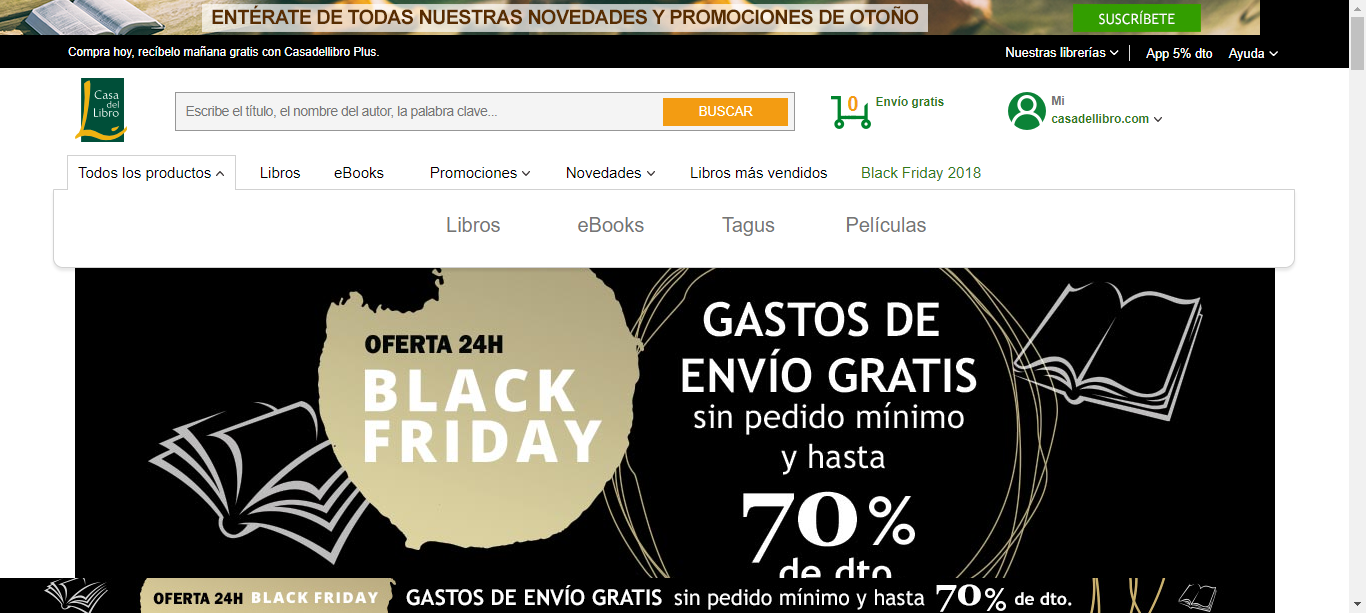 ENTÉRATE DE TODAS NUESTRAS NOVEDADES Y PROMOCIONES DE OTOÑO
SUSCRÍBETE
Compra hoy, recíbelo mañana gratis con Casadellibro Plus.
Nuestras librerías
App 5% dto
Ayuda
Casa
del
Libro
Escribe el título, el nombre del autor, la palabra clave...
BUSCAR
0
Envío gratis
Mi
casadellibro.com
Todos los productos
Libros
eBooks
Promociones
Novedades
Libros más vendidos
Black Friday 2018
Libros
eBooks
Tagus
Películas
OFERTA 24H
BLACK
FRIDAY
GASTOS DE
ENVÍO GRATIS
sin pedido mínimo
y hasta
70%
de dto
OFERTA 24H BLACK FRIDAY GASTOS DE ENVÍO GRATIS sin pedido mínimo y hasta 70% de dto.